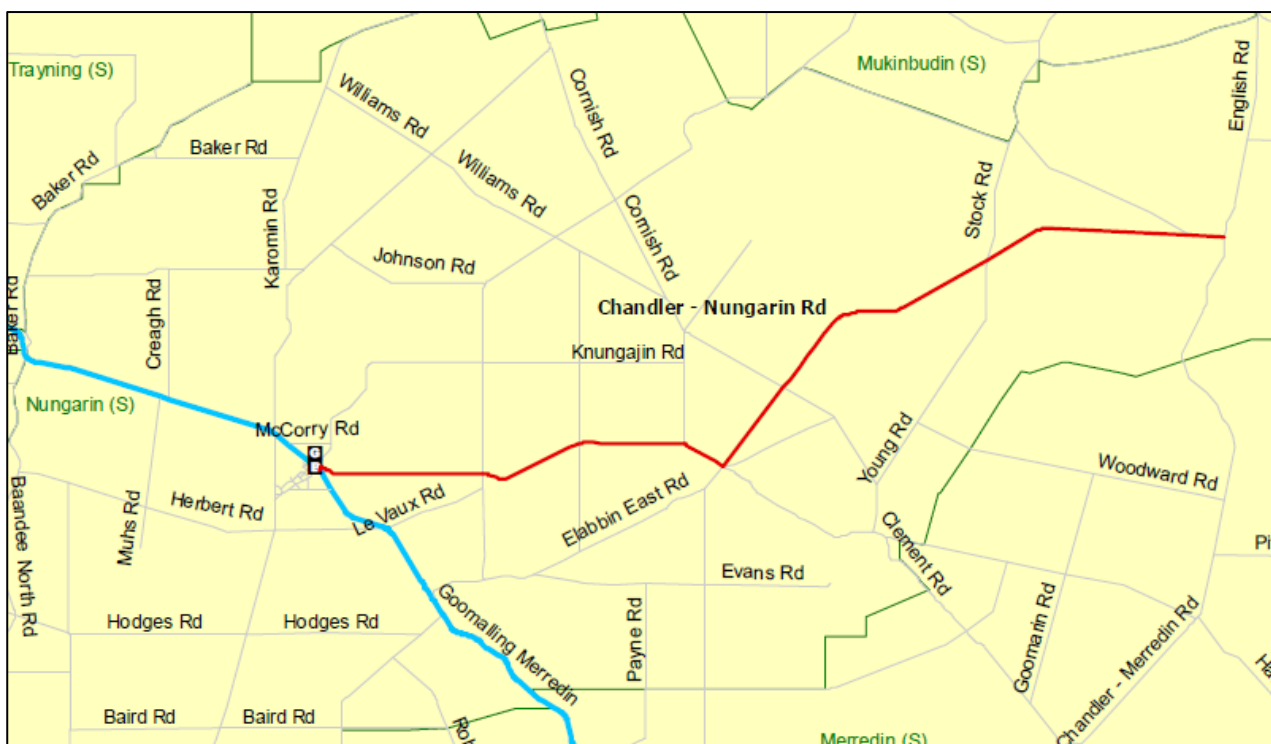 Trayning (S)
Mukinbudin (S)
English Rd
Williams Rd
Cornish Rd
Baker Rd
Baker Rd
Williams Rd
Stock Rd
Karomin Rd
Cornish Rd
Johnson Rd
Baker Rd
Creagh Rd
Chandler - Nungarin Rd
Knungajin Rd
Nungarin (S)
McCorry Rd
Young Rd
Woodward Rd
Baandee North Rd
Muhs Rd
Herbert Rd
Le Vaux Rd
Elabbin East Rd
Clement Rd
Pi
Evans Rd
Goomalling Merredin
Hodges Rd
Hodges Rd
Payne Rd
Goomarin Rd
Chandler - Merredin Rd
Baird Rd
Baird Rd
Merredin (S)